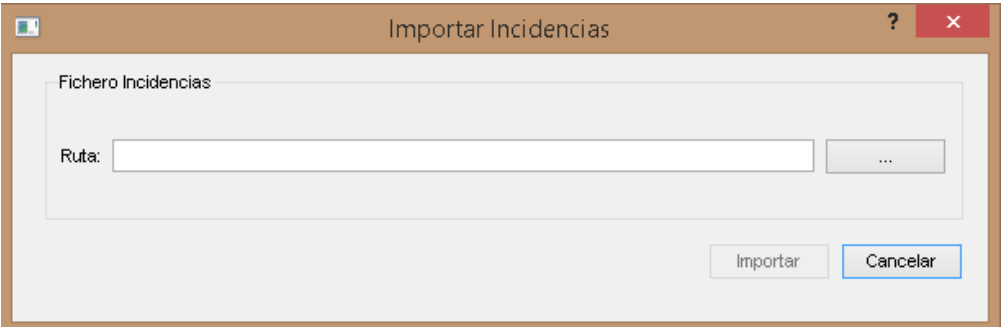 Importar Incidencias
?
x
Fichero Incidencias
Ruta:
...
Importar
Cancelar